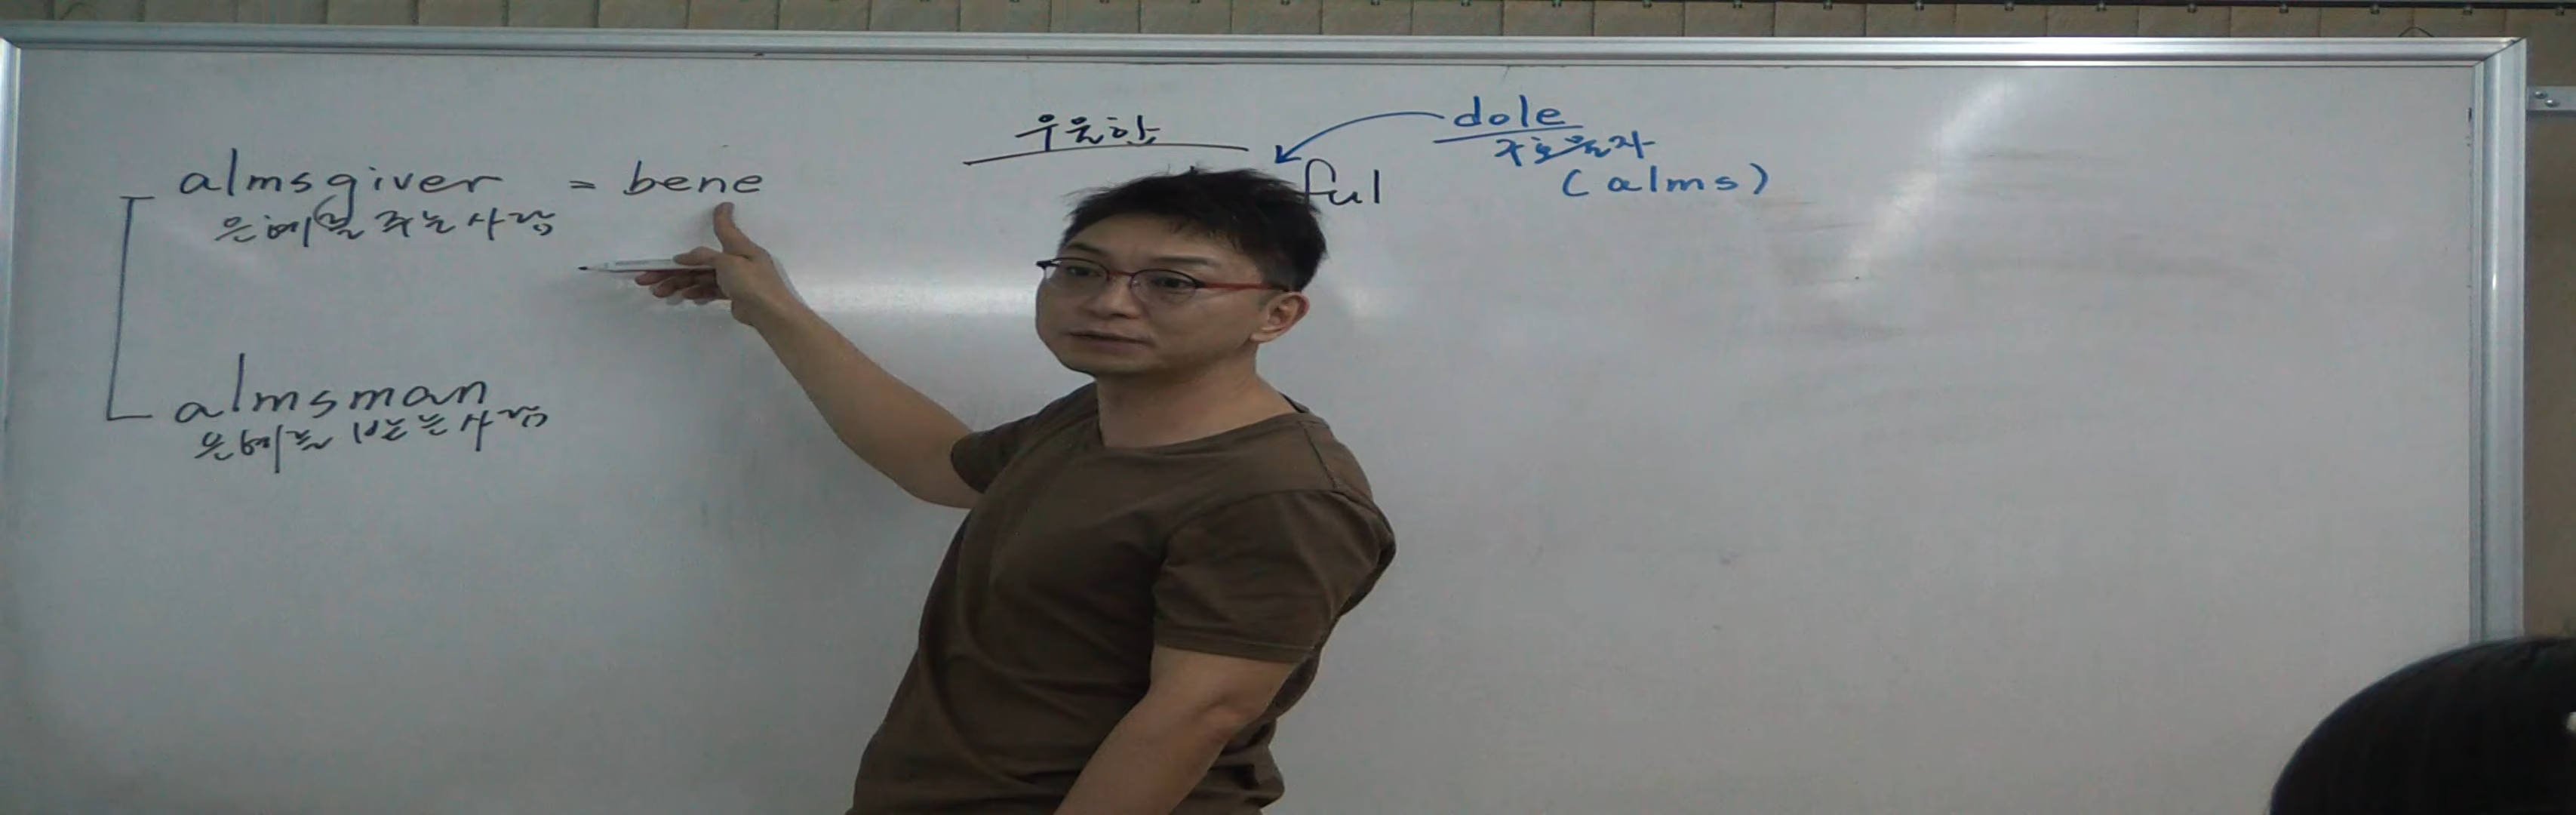 almsgiver = bene
은혜를 주는 사람
almsman
은혜를 받는 사람
우울한
ful
dole
구호물자
(alms)